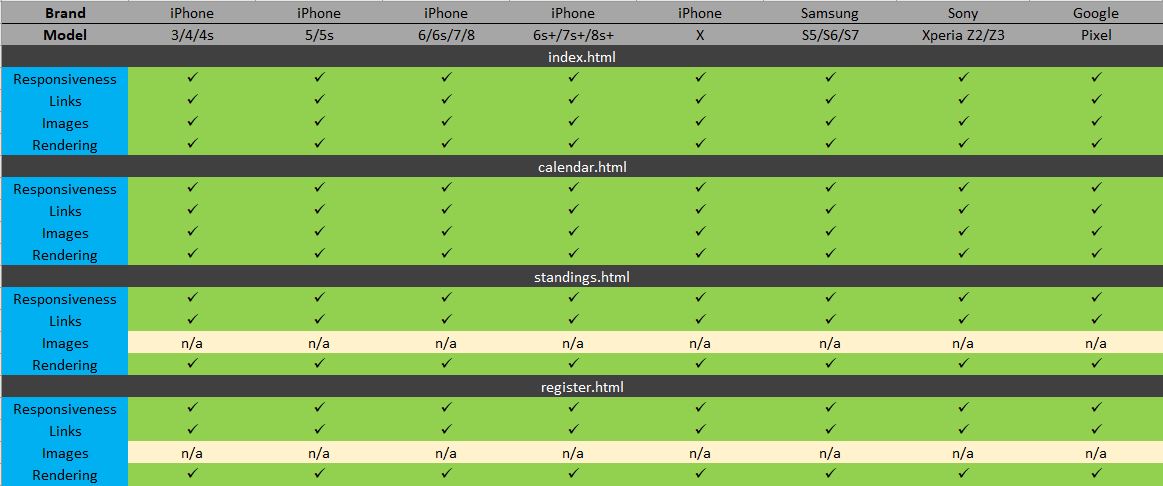 Brand iPhone iPhone iPhone iPhone iPhone Samsung Sony Google
Model 3/4/4s 5/5s 6/6s/7/8 6s+/7s+/8s+ X S5/S6/S7 Xperia Z2/Z3 Pixel
index.html
Responsiveness ✓ ✓ ✓ ✓ ✓ ✓ ✓ ✓
Links ✓ ✓ ✓ ✓ ✓ ✓ ✓ ✓
Images ✓ ✓ ✓ ✓ ✓ ✓ ✓ ✓
Rendering ✓ ✓ ✓ ✓ ✓ ✓ ✓ ✓
calendar.html
Responsiveness ✓ ✓ ✓ ✓ ✓ ✓ ✓ ✓
Links ✓ ✓ ✓ ✓ ✓ ✓ ✓ ✓
Images ✓ ✓ ✓ ✓ ✓ ✓ ✓ ✓
Rendering ✓ ✓ ✓ ✓ ✓ ✓ ✓ ✓
standings.html
Responsiveness ✓ ✓ ✓ ✓ ✓ ✓ ✓ ✓
Links ✓ ✓ ✓ ✓ ✓ ✓ ✓ ✓
Images n/a n/a n/a n/a n/a n/a n/a n/a
Rendering ✓ ✓ ✓ ✓ ✓ ✓ ✓ ✓
register.html
Responsiveness ✓ ✓ ✓ ✓ ✓ ✓ ✓ ✓
Links ✓ ✓ ✓ ✓ ✓ ✓ ✓ ✓
Images n/a n/a n/a n/a n/a n/a n/a n/a
Rendering ✓ ✓ ✓ ✓ ✓ ✓ ✓ ✓